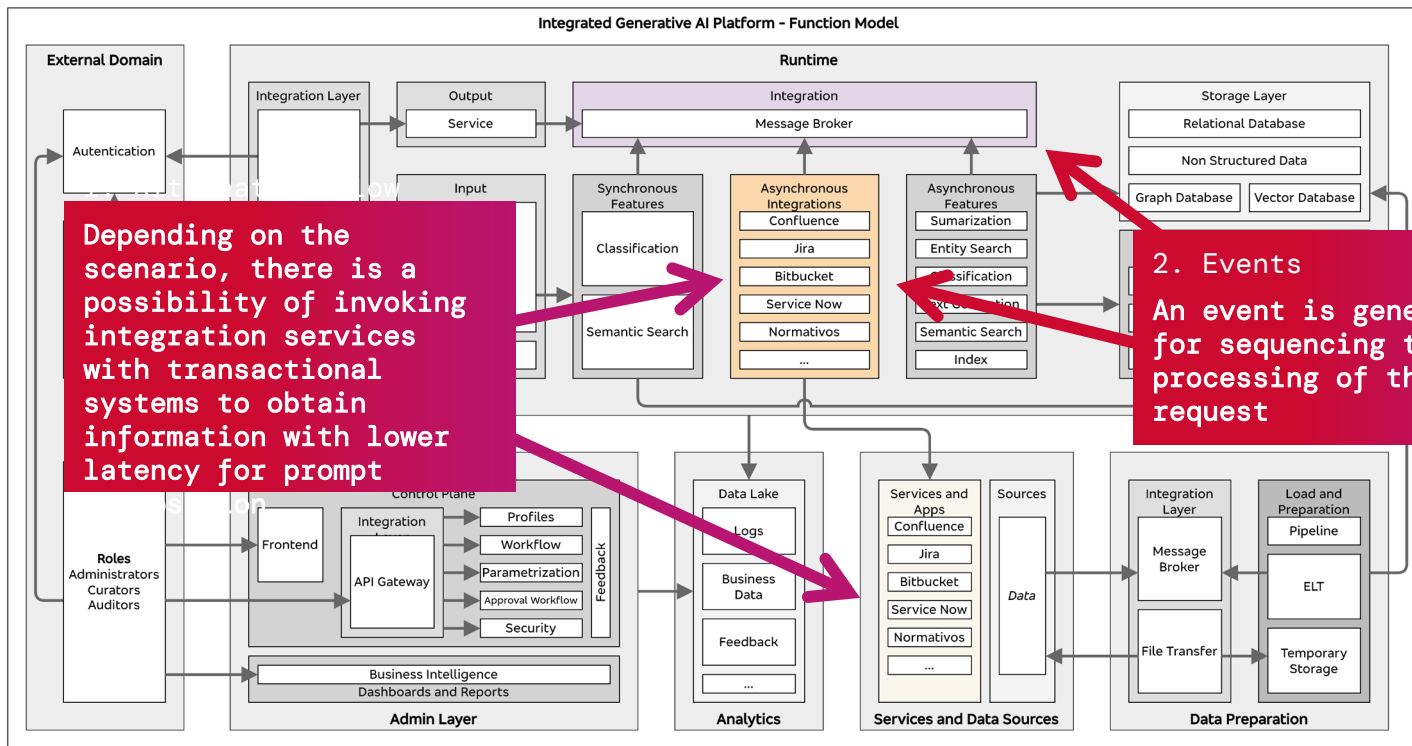 Integrated Generative AI Platform - Function Model
External Domain
Autentication
Roles
Administrators
Curators
Auditors
Runtime
Integration Layer
Output
Service
Integration
Message Broker
Input
Synchronous
Features
Classification
Semantic Search
Asynchronous
Integrations
Confluence
Jira
Bitbucket
Service Now
Normativos
...
Asynchronous
Features
Sumarization
Entity Search
Classification
Semantic Search
Index
Storage Layer
Relational Database
Non Structured Data
Graph Database
Vector Database
Depending on the
scenario, there is a
possibility of invoking
integration services
with transactional
systems to obtain
information with lower
latency for prompt
2. Events
An event is gene
for sequencing t
processing of th
request
Control Plane
Frontend
Integration
API Gateway
Profiles
Workflow
Parametrization
Approval Workflow
Security
Feedback
Business Intelligence
Dashboards and Reports
Admin Layer
Data Lake
Logs
Business
Data
Feedback
...
Analytics
Services and
Apps
Confluence
Jira
Bitbucket
Service Now
Normativos
...
Sources
Data
Services and Data Sources
Integration
Layer
Message
Broker
File Transfer
Load and
Preparation
Pipeline
ELT
Temporary
Storage
Data Preparation